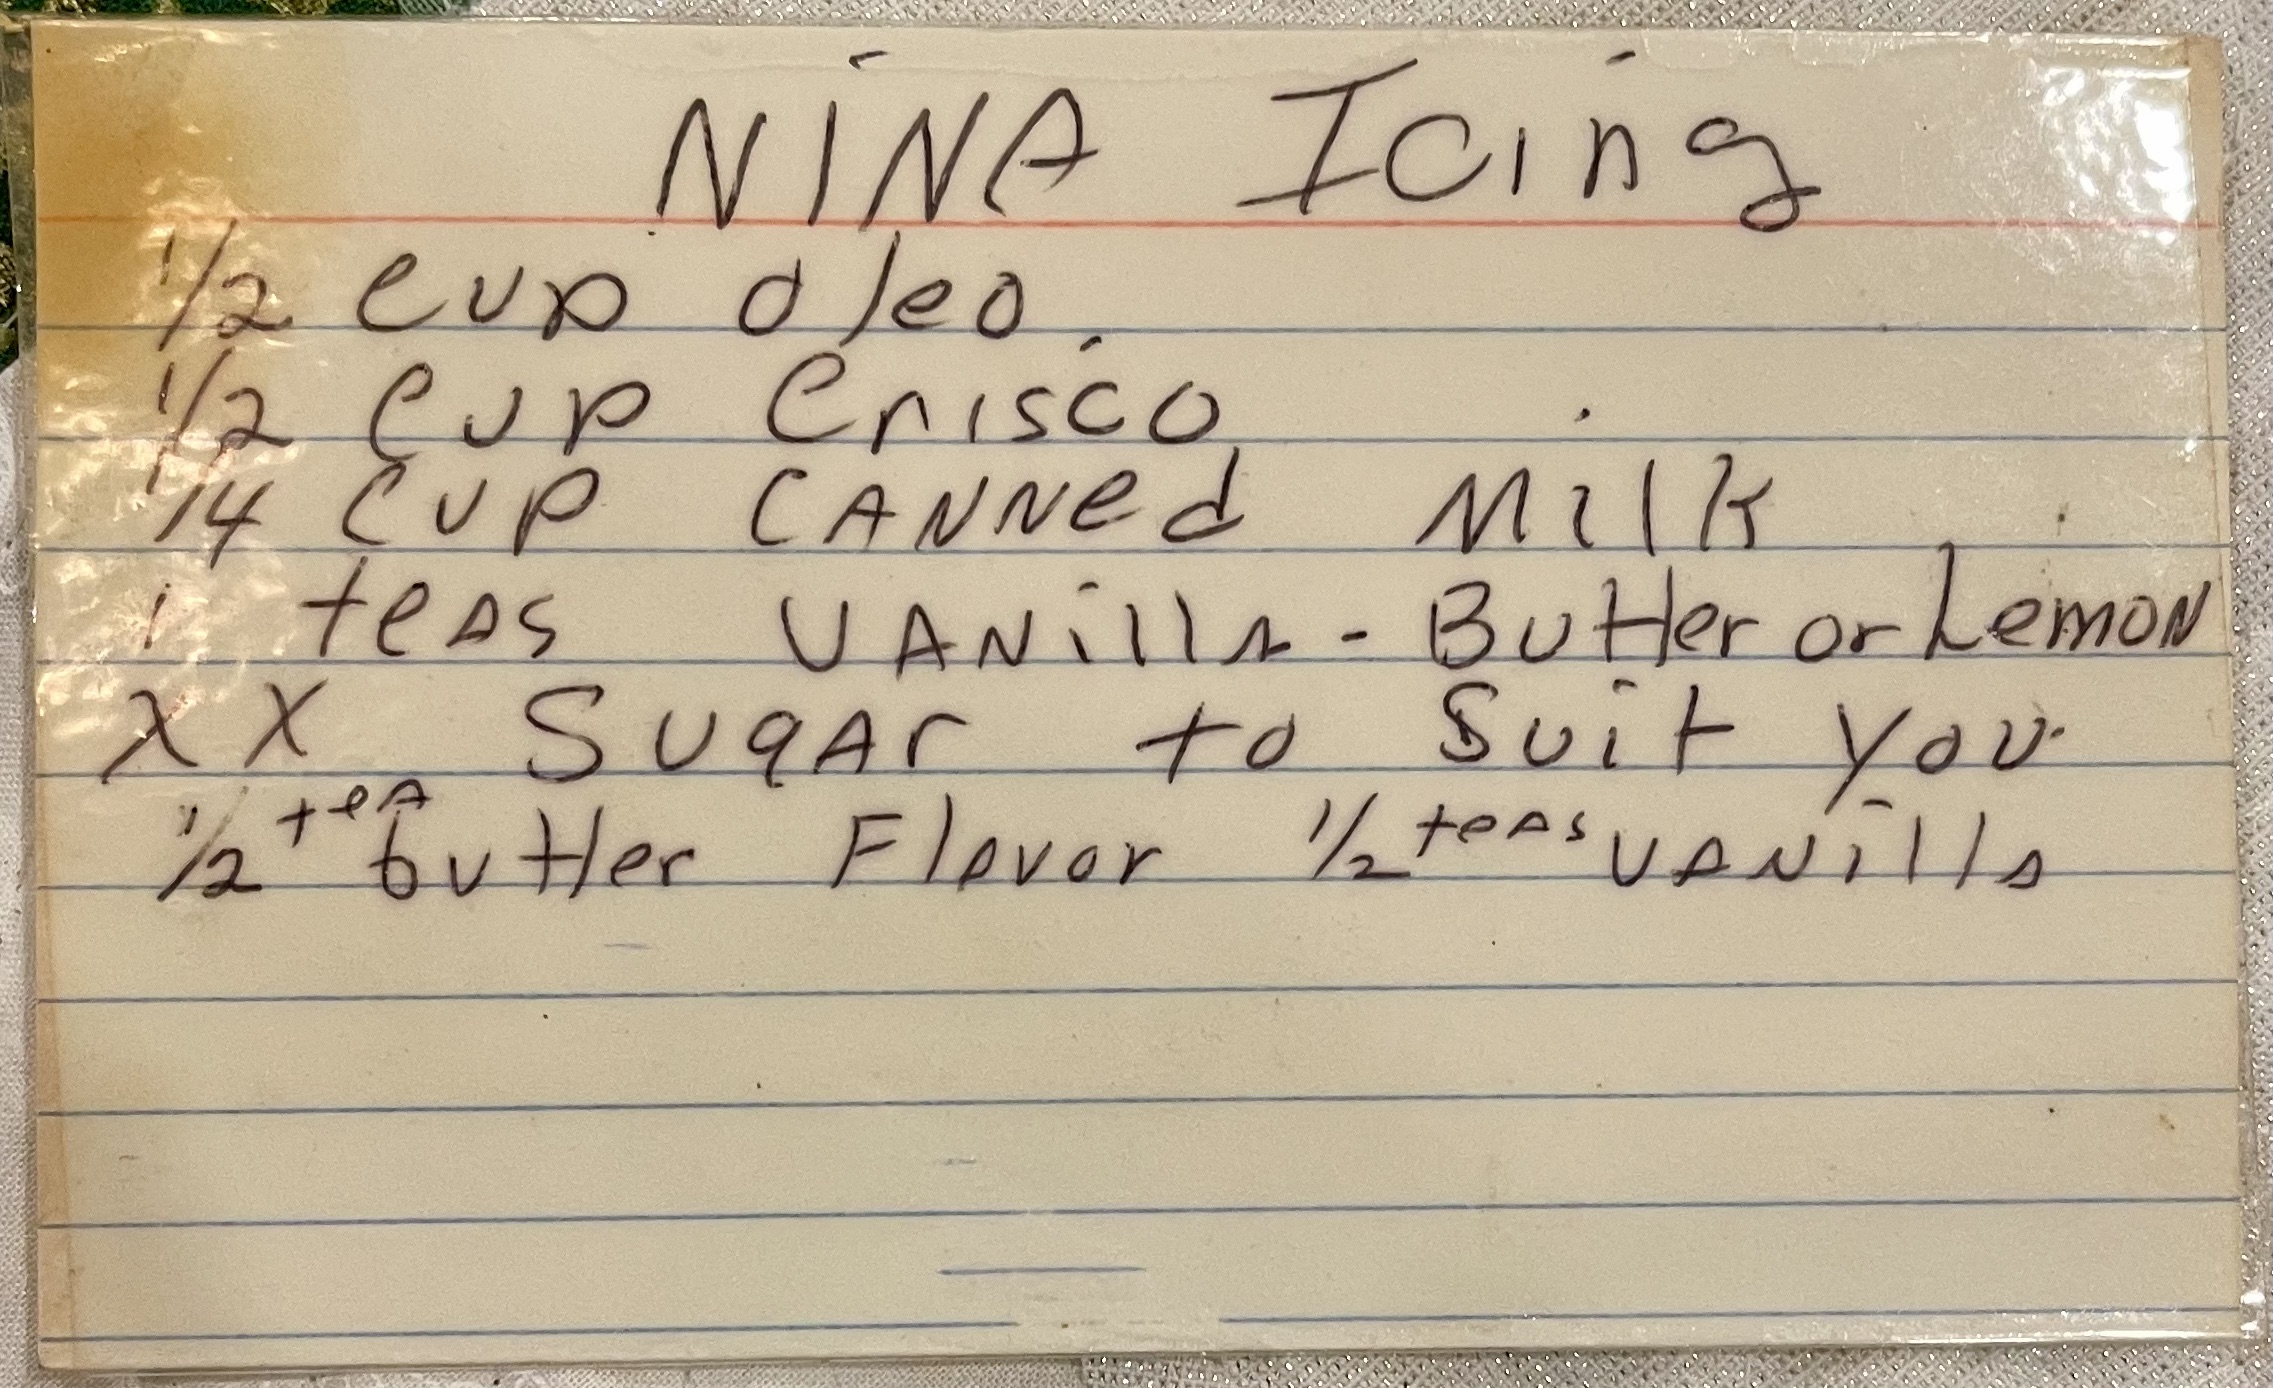 NiNA Icing
1/2 cup oleo
1/2 cup Crisco
1/4 cup CANNed Milk
1 teas VANilla - Butter or Lemon
XX Sugar to Suit you
1/2 tea butter Flavor 1/2 teas VANilla